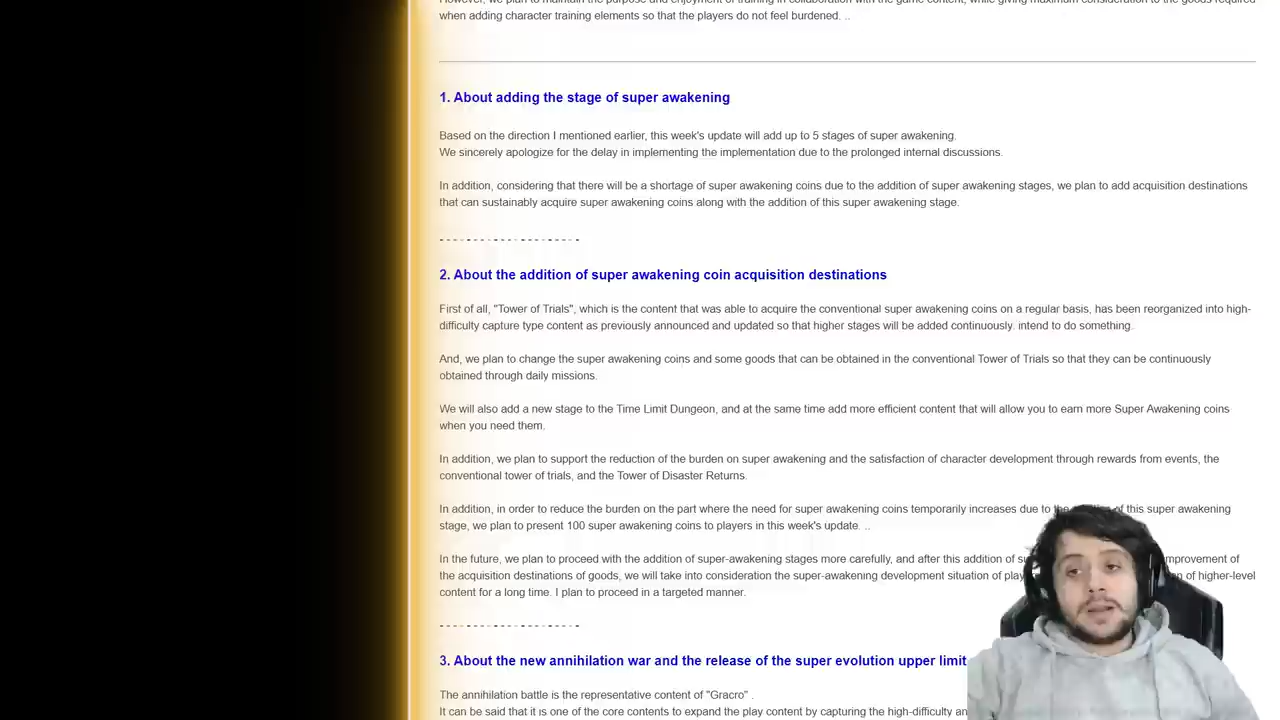 when adding character training elements so that the players do not feel burdened. ..
1. About adding the stage of super awakening
Based on the direction I mentioned earlier, this week's update will add up to 5 stages of super awakening.
We sincerely apologize for the delay in implementing the implementation due to the prolonged internal discussions.
In addition, considering that there will be a shortage of super awakening coins due to the addition of super awakening stages, we plan to add acquisition destinations
that can sustainably acquire super awakening coins along with the addition of this super awakening stage.
--------------------
2. About the addition of super awakening coin acquisition destinations
First of all, "Tower of Trials", which is the content that was able to acquire the conventional super awakening coins on a regular basis, has been reorganized into high-
difficulty capture type content as previously announced and updated so that higher stages will be added continuously. intend to do something.
And, we plan to change the super awakening coins and some goods that can be obtained in the conventional Tower of Trials so that they can be continuously
obtained through daily missions.
We will also add a new stage to the Time Limit Dungeon, and at the same time add more efficient content that will allow you to earn more Super Awakening coins
when you need them.
In addition, we plan to support the reduction of the burden on super awakening and the satisfaction of character development through rewards from events, the
conventional tower of trials, and the Tower of Disaster Returns.
In addition, in order to reduce the burden on the part where the need for super awakening coins temporarily increases due to the of this super awakening
stage, we plan to present 100 super awakening coins to players in this week's update. ..
In the future, we plan to proceed with the addition of super-awakening stages more carefully, and after this addition of improvement of
the acquisition destinations of goods, we will take into consideration the super-awakening development situation of of higher-level
content for a long time. I plan to proceed in a targeted manner.
--------------------
3. About the new annihilation war and the release of the super evolution upper limit
The annihilation battle is the representative content of "Gracro" .
It can be said that it is one of the core contents to expand the play content by capturing the high-difficulty